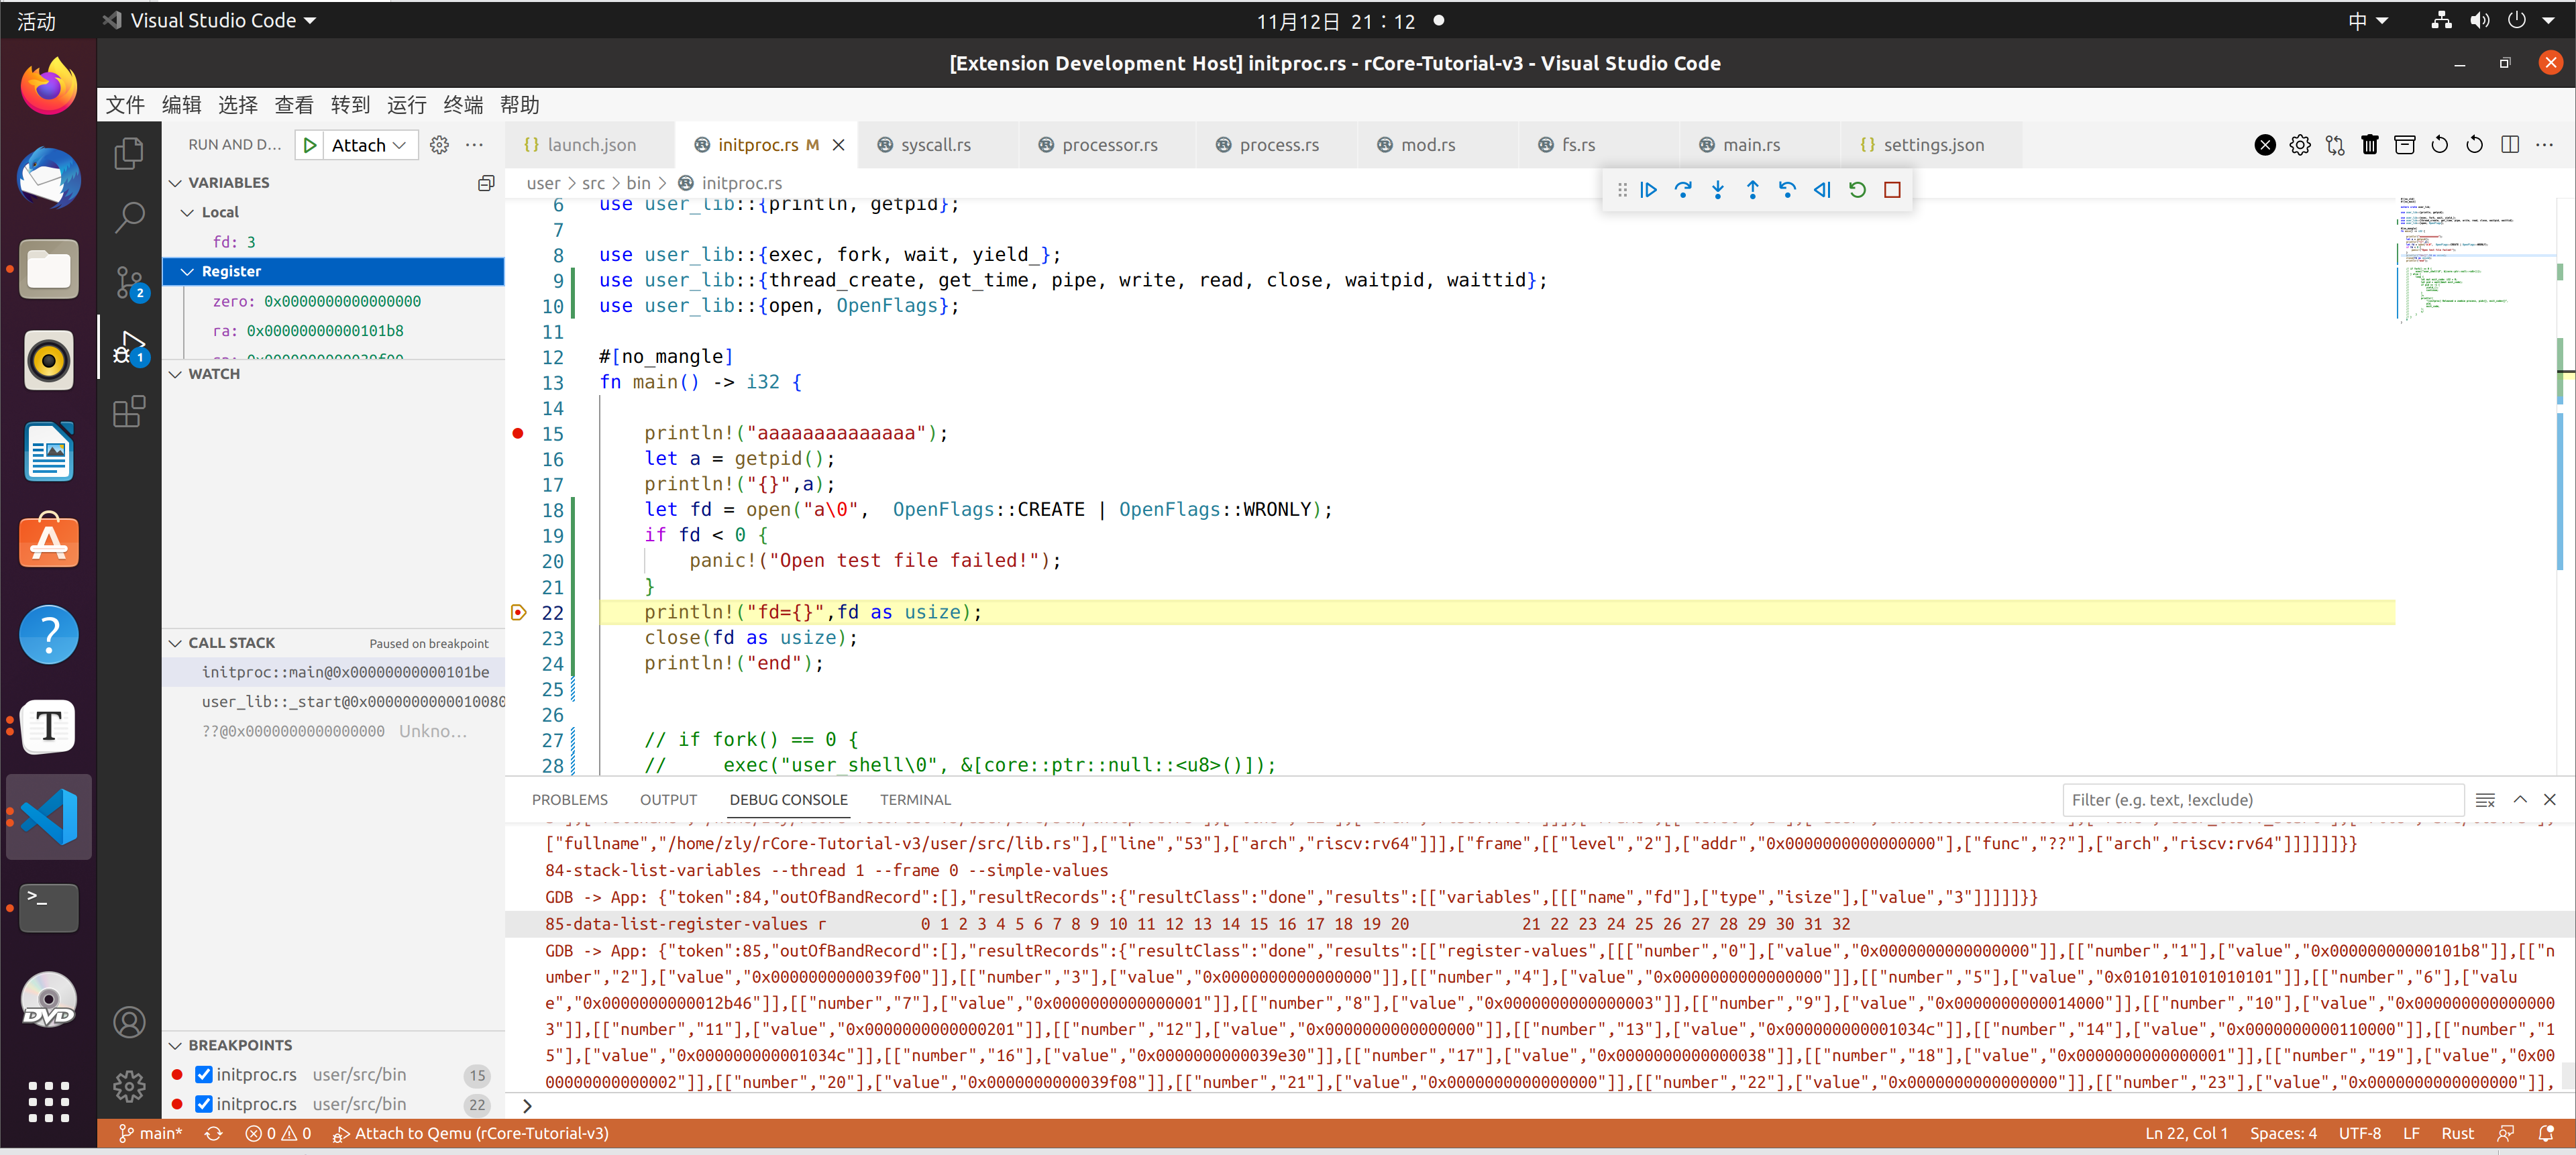 活动
Visual Studio Code
11月12日 21：12
中
[Extension Development Host] initproc.rs - rCore-Tutorial-v3 - Visual Studio Code
文件 编辑 选择 查看 转到 运行 终端 帮助
RUN AND D...
Attach
launch.json
initproc.rs M
syscall.rs
processor.rs
process.rs
mod.rs
fs.rs
main.rs
settings.json
VARIABLES
Local
fd: 3
Register
zero: 0x0000000000000000
ra: 0x00000000000101b8
WATCH
CALL STACK
Paused on breakpoint
initproc::main@0x00000000000101be
user_lib::_start@0x0000000000010080
??@0x0000000000000000 Unkno...
BREAKPOINTS
initproc.rs user/src/bin 15
initproc.rs user/src/bin 22
user > src > bin > initproc.rs
6 use user_lib::{println, getpid};
7
8 use user_lib::{exec, fork, wait, yield_};
9 use user_lib::{thread_create, get_time, pipe, write, read, close, waitpid, waittid};
10 use user_lib::{open, OpenFlags};
11
12 #[no_mangle]
13 fn main() -> i32 {
14
15 println!("aaaaaaaaaaaaaa");
16 let a = getpid();
17 println!("{}",a);
18 let fd = open("a\0",  OpenFlags::CREATE | OpenFlags::WRONLY);
19 if fd < 0 {
20 panic!("Open test file failed!");
21 }
22 println!("fd={}",fd as usize);
23 close(fd as usize);
24 println!("end");
25
26
27 // if fork() == 0 {
28 //     exec("user_shell\0", &[core::ptr::null::<u8>()]);
PROBLEMS
OUTPUT
DEBUG CONSOLE
TERMINAL
Filter (e.g. text, !exclude)
["fullname","/home/zly/rCore-Tutorial-v3/user/src/lib.rs"],["line","53"],["arch","riscv:rv64"]]],["frame",[["level","2"],["addr","0x0000000000000000"],["func","??"],["arch","riscv:rv64"]]]]]]}}
84-stack-list-variables --thread 1 --frame 0 --simple-values
GDB -> App: {"token":84,"outOfBandRecord":[],"resultRecords":{"resultClass":"done","results":[["variables",[[["name","fd"],["type","isize"],["value","3"]]]]]}}
85-data-list-register-values r 0 1 2 3 4 5 6 7 8 9 10 11 12 13 14 15 16 17 18 19 20 21 22 23 24 25 26 27 28 29 30 31 32
GDB -> App: {"token":85,"outOfBandRecord":[],"resultRecords":{"resultClass":"done","results":[["register-values",[[["number","0"],["value","0x0000000000000000"]],[["number","1"],["value","0x00000000000101b8"]],[["n
umber","2"],["value","0x0000000000039f00"]],[["number","3"],["value","0x0000000000000000"]],[["number","4"],["value","0x0000000000000000"]],[["number","5"],["value","0x0101010101010101"]],[["number","6"],["valu
e","0x0000000000012b46"]],[["number","7"],["value","0x0000000000000001"]],[["number","8"],["value","0x0000000000000003"]],[["number","9"],["value","0x0000000000014000"]],[["number","10"],["value","0x000000000000000
3"]],[["number","11"],["value","0x0000000000000201"]],[["number","12"],["value","0x0000000000000000"]],[["number","13"],["value","0x000000000001034c"]],[["number","14"],["value","0x0000000000110000"]],[["number","1
5"],["value","0x000000000001034c"]],[["number","16"],["value","0x0000000000039e30"]],[["number","17"],["value","0x0000000000000038"]],[["number","18"],["value","0x0000000000000001"]],[["number","19"],["value","0x00
00000000000002"]],[["number","20"],["value","0x0000000000039f08"]],[["number","21"],["value","0x0000000000000000"]],[["number","22"],["value","0x0000000000000000"]],[["number","23"],["value","0x0000000000000000"]],
main*
0
0
Attach to Qemu (rCore-Tutorial-v3)
Ln 22, Col 1
Spaces: 4
UTF-8
LF
Rust